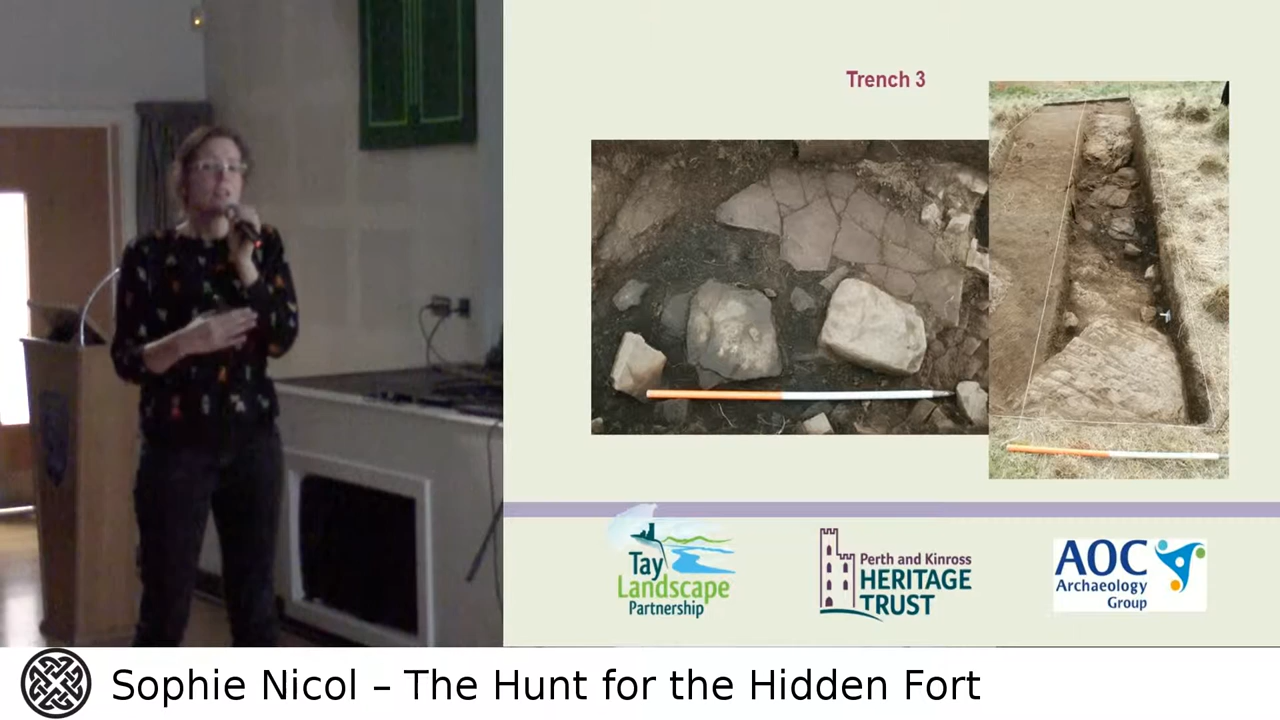 Trench 3
Tay
Landscape
Partnership
Perth and Kinross
HERITAGE
TRUST
AOC
Archaeology
Group
Sophie Nicol – The Hunt for the Hidden Fort